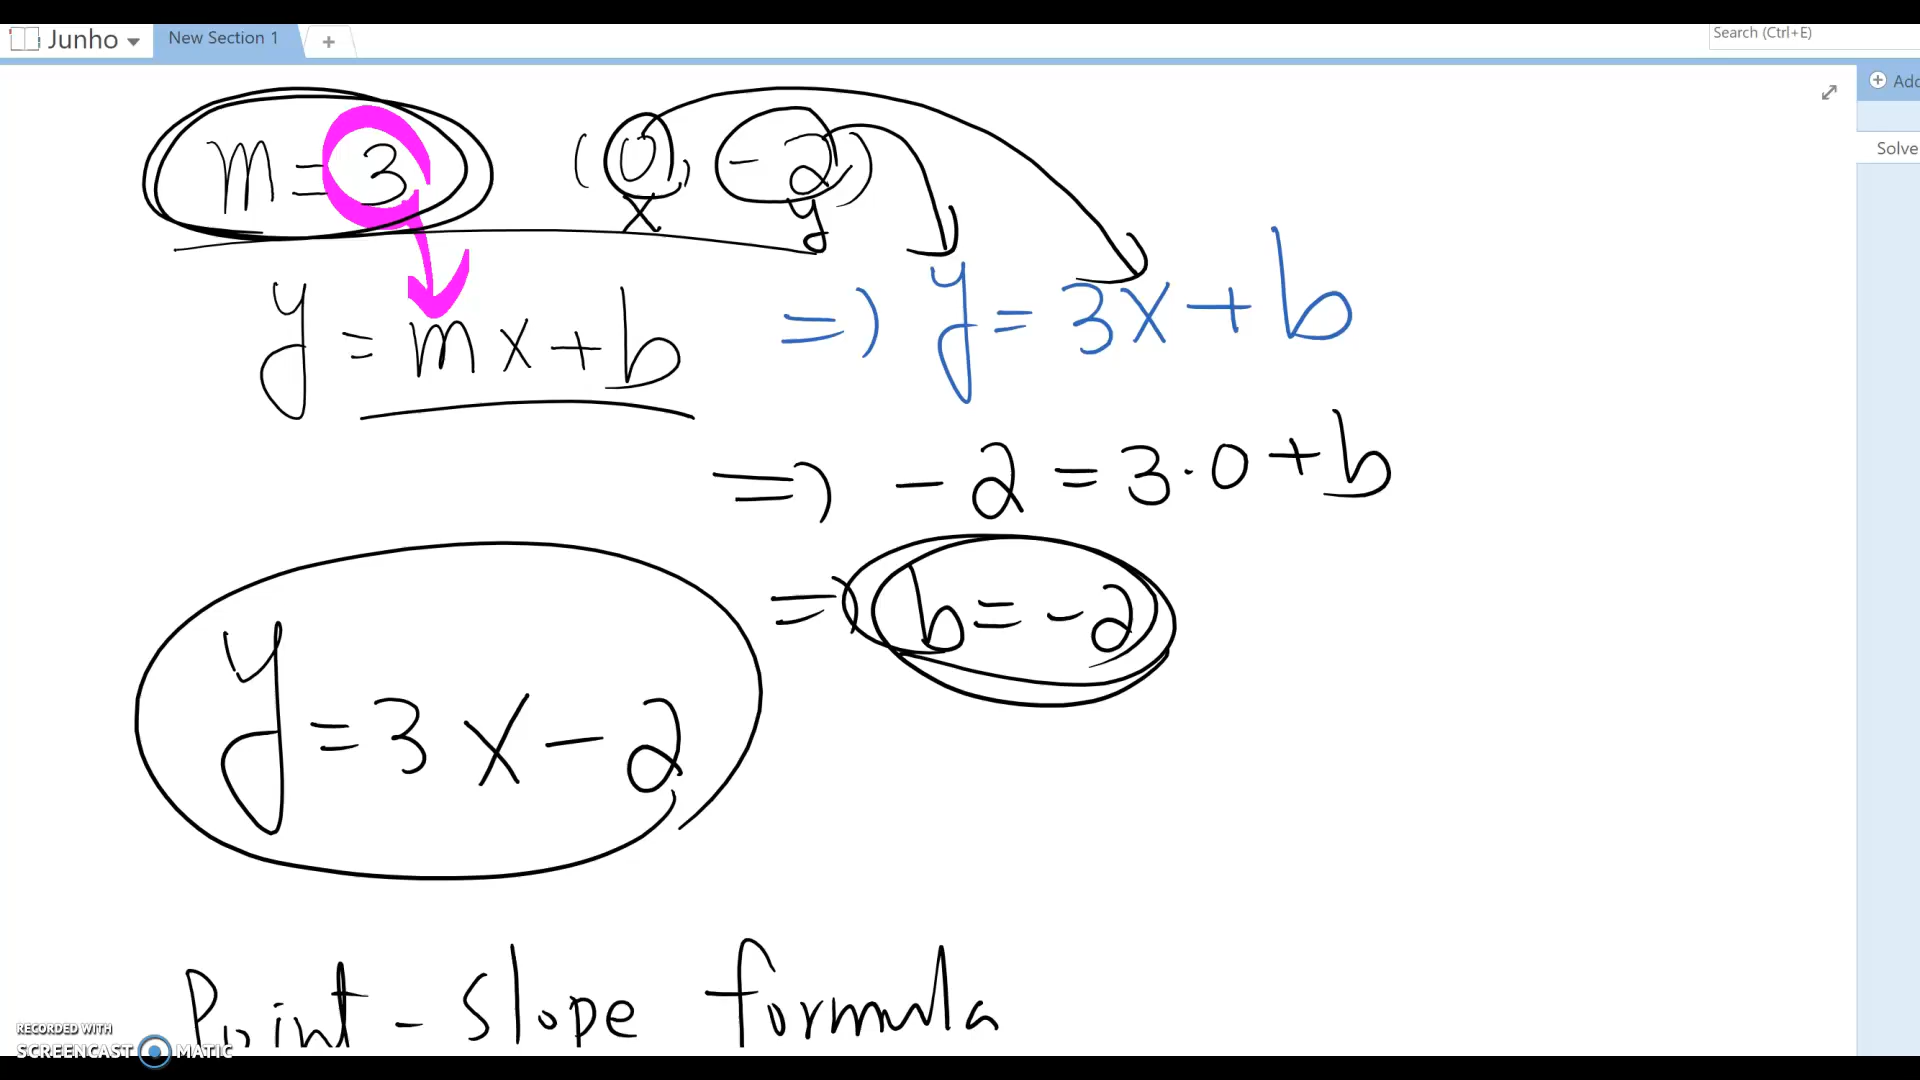 Junho New Section 1 +
Search (Ctrl+E)
Add
Solve
m = 3 (0, -2)
x y
y = mx + b => y = 3x + b
=> -2 = 3·0 + b
=> b = -2
y = 3x - 2
Point - slope formula
RECORDED WITH
SCREENCAST MATIC